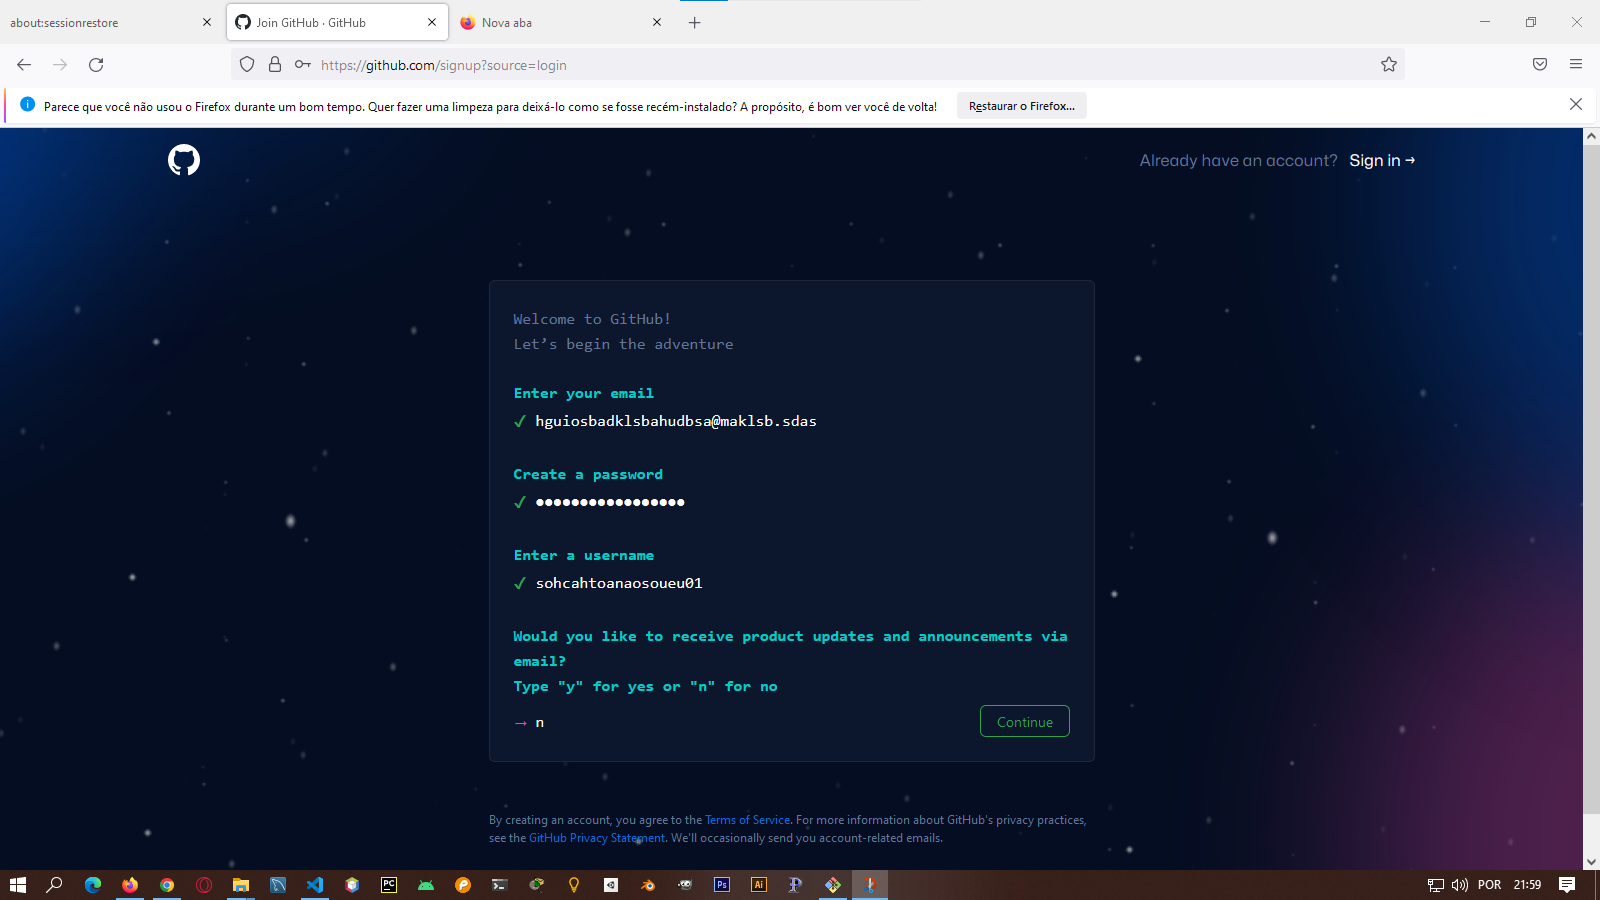 about:sessionrestore
Join GitHub · GitHub
Nova aba
https://github.com/signup?source=login
Parece que você não usou o Firefox durante um bom tempo. Quer fazer uma limpeza para deixá-lo como se fosse recém-instalado? A propósito, é bom ver você de volta!
Restaurar o Firefox...
Already have an account? Sign in →
Welcome to GitHub!
Let’s begin the adventure
Enter your email
✓ hguiosbadklsbahudbsa@maklsb.sdas
Create a password
✓ •••••••••••••••••
Enter a username
✓ sohcahtoanaosoueu01
Would you like to receive product updates and announcements via
email?
Type "y" for yes or "n" for no
→ n
Continue
By creating an account, you agree to the Terms of Service. For more information about GitHub's privacy practices,
see the GitHub Privacy Statement. We'll occasionally send you account-related emails.
PC
Ps
Ai
POR
21:59